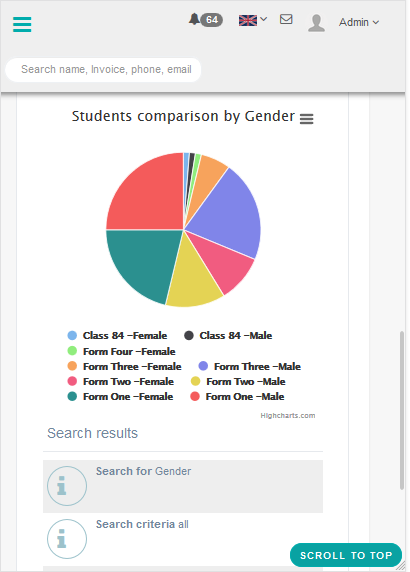 64
Admin
Search name, Invoice, phone, email
Students comparison by Gender
Class 84 –Female Class 84 –Male
Form Four –Female
Form Three –Female Form Three –Male
Form Two –Female Form Two –Male
Form One –Female Form One –Male
Highcharts.com
Search results
Search for Gender
Search criteria all
SCROLL TO TOP